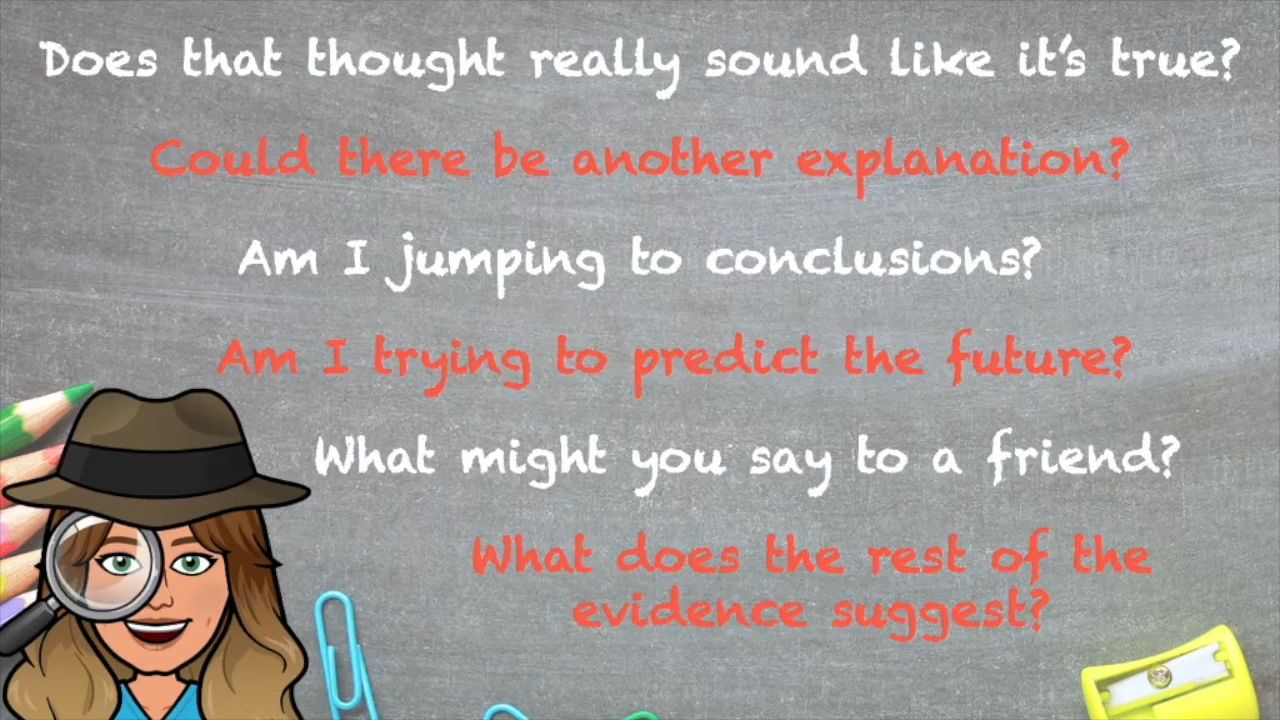 Does that thought really sound like it's true?
Could there be another explanation?
Am I jumping to conclusions?
Am I trying to predict the future?
What might you say to a friend?
What does the rest of the
evidence suggest?